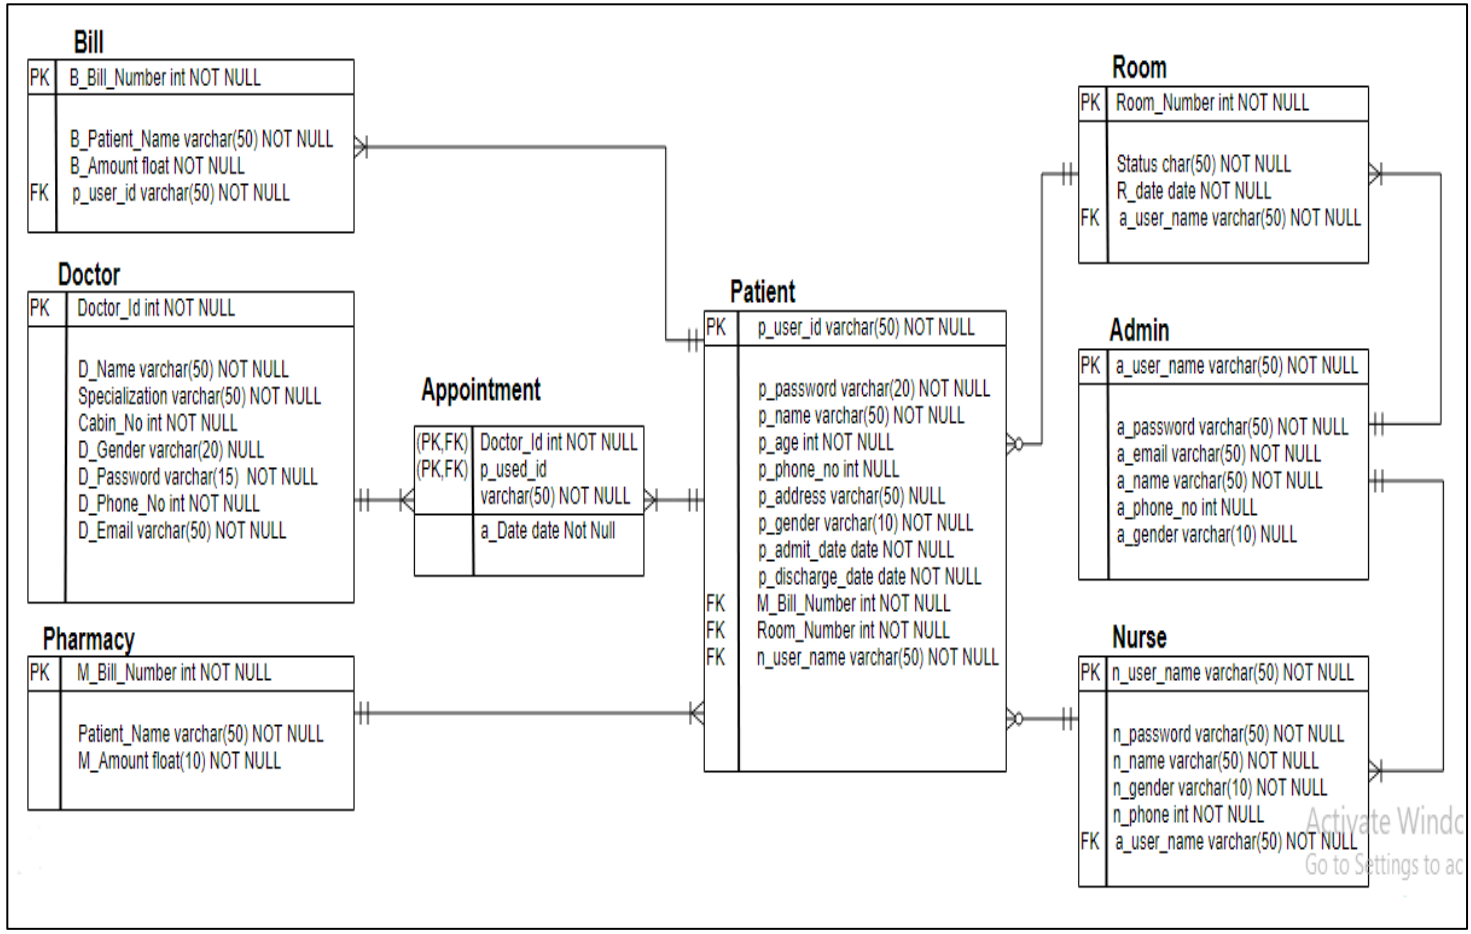 Bill
PK B_Bill_Number int NOT NULL
B_Patient_Name varchar(50) NOT NULL
B_Amount float NOT NULL
FK p_user_id varchar(50) NOT NULL
Doctor
PK Doctor_Id int NOT NULL
D_Name varchar(50) NOT NULL
Specialization varchar(50) NOT NULL
Cabin_No int NOT NULL
D_Gender varchar(20) NULL
D_Password varchar(15) NOT NULL
D_Phone_No int NOT NULL
D_Email varchar(50) NOT NULL
Pharmacy
PK M_Bill_Number int NOT NULL
Patient_Name varchar(50) NOT NULL
M_Amount float(10) NOT NULL
Appointment
(PK,FK) Doctor_Id int NOT NULL
(PK,FK) p_used_id
varchar(50) NOT NULL
a_Date date Not Null
Patient
PK p_user_id varchar(50) NOT NULL
p_password varchar(20) NOT NULL
p_name varchar(50) NOT NULL
p_age int NOT NULL
p_phone_no int NULL
p_address varchar(50) NULL
p_gender varchar(10) NOT NULL
p_admit_date date NOT NULL
p_discharge_date date NOT NULL
FK M_Bill_Number int NOT NULL
FK Room_Number int NOT NULL
FK n_user_name varchar(50) NOT NULL
Room
PK Room_Number int NOT NULL
Status char(50) NOT NULL
R_date date NOT NULL
FK a_user_name varchar(50) NOT NULL
Admin
PK a_user_name varchar(50) NOT NULL
a_password varchar(50) NOT NULL
a_email varchar(50) NOT NULL
a_name varchar(50) NOT NULL
a_phone_no int NULL
a_gender varchar(10) NULL
Nurse
PK n_user_name varchar(50) NOT NULL
n_password varchar(50) NOT NULL
n_name varchar(50) NOT NULL
n_gender varchar(10) NOT NULL
n_phone int NOT NULL
FK a_user_name varchar(50) NOT NULL
Activate Windc
Go to Settings to ac